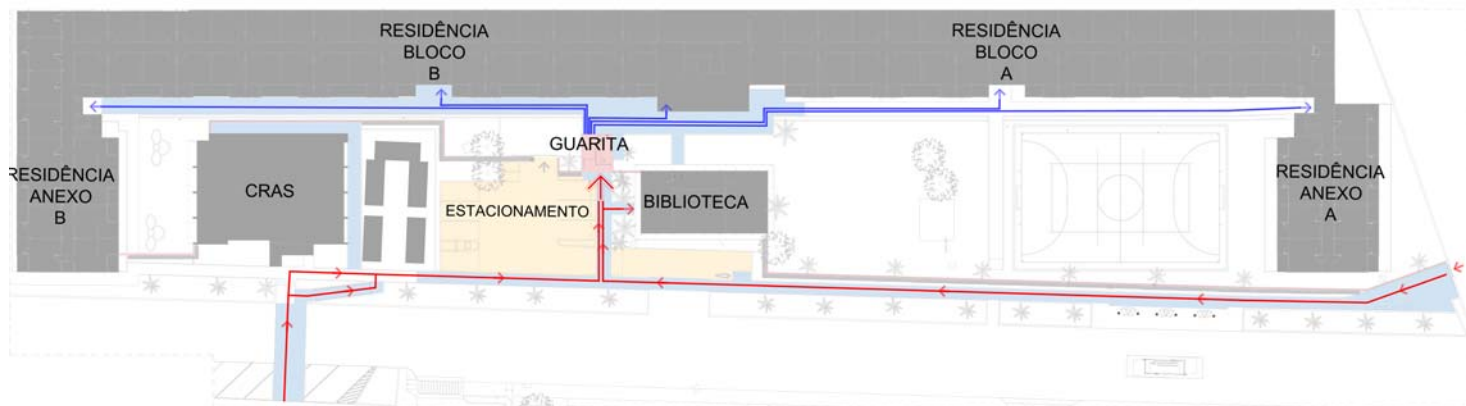 RESIDÊNCIA
BLOCO
B
RESIDÊNCIA
BLOCO
A
GUARITA
RESIDÊNCIA
ANEXO
B
CRAS
ESTACIONAMENTO
BIBLIOTECA
RESIDÊNCIA
ANEXO
A